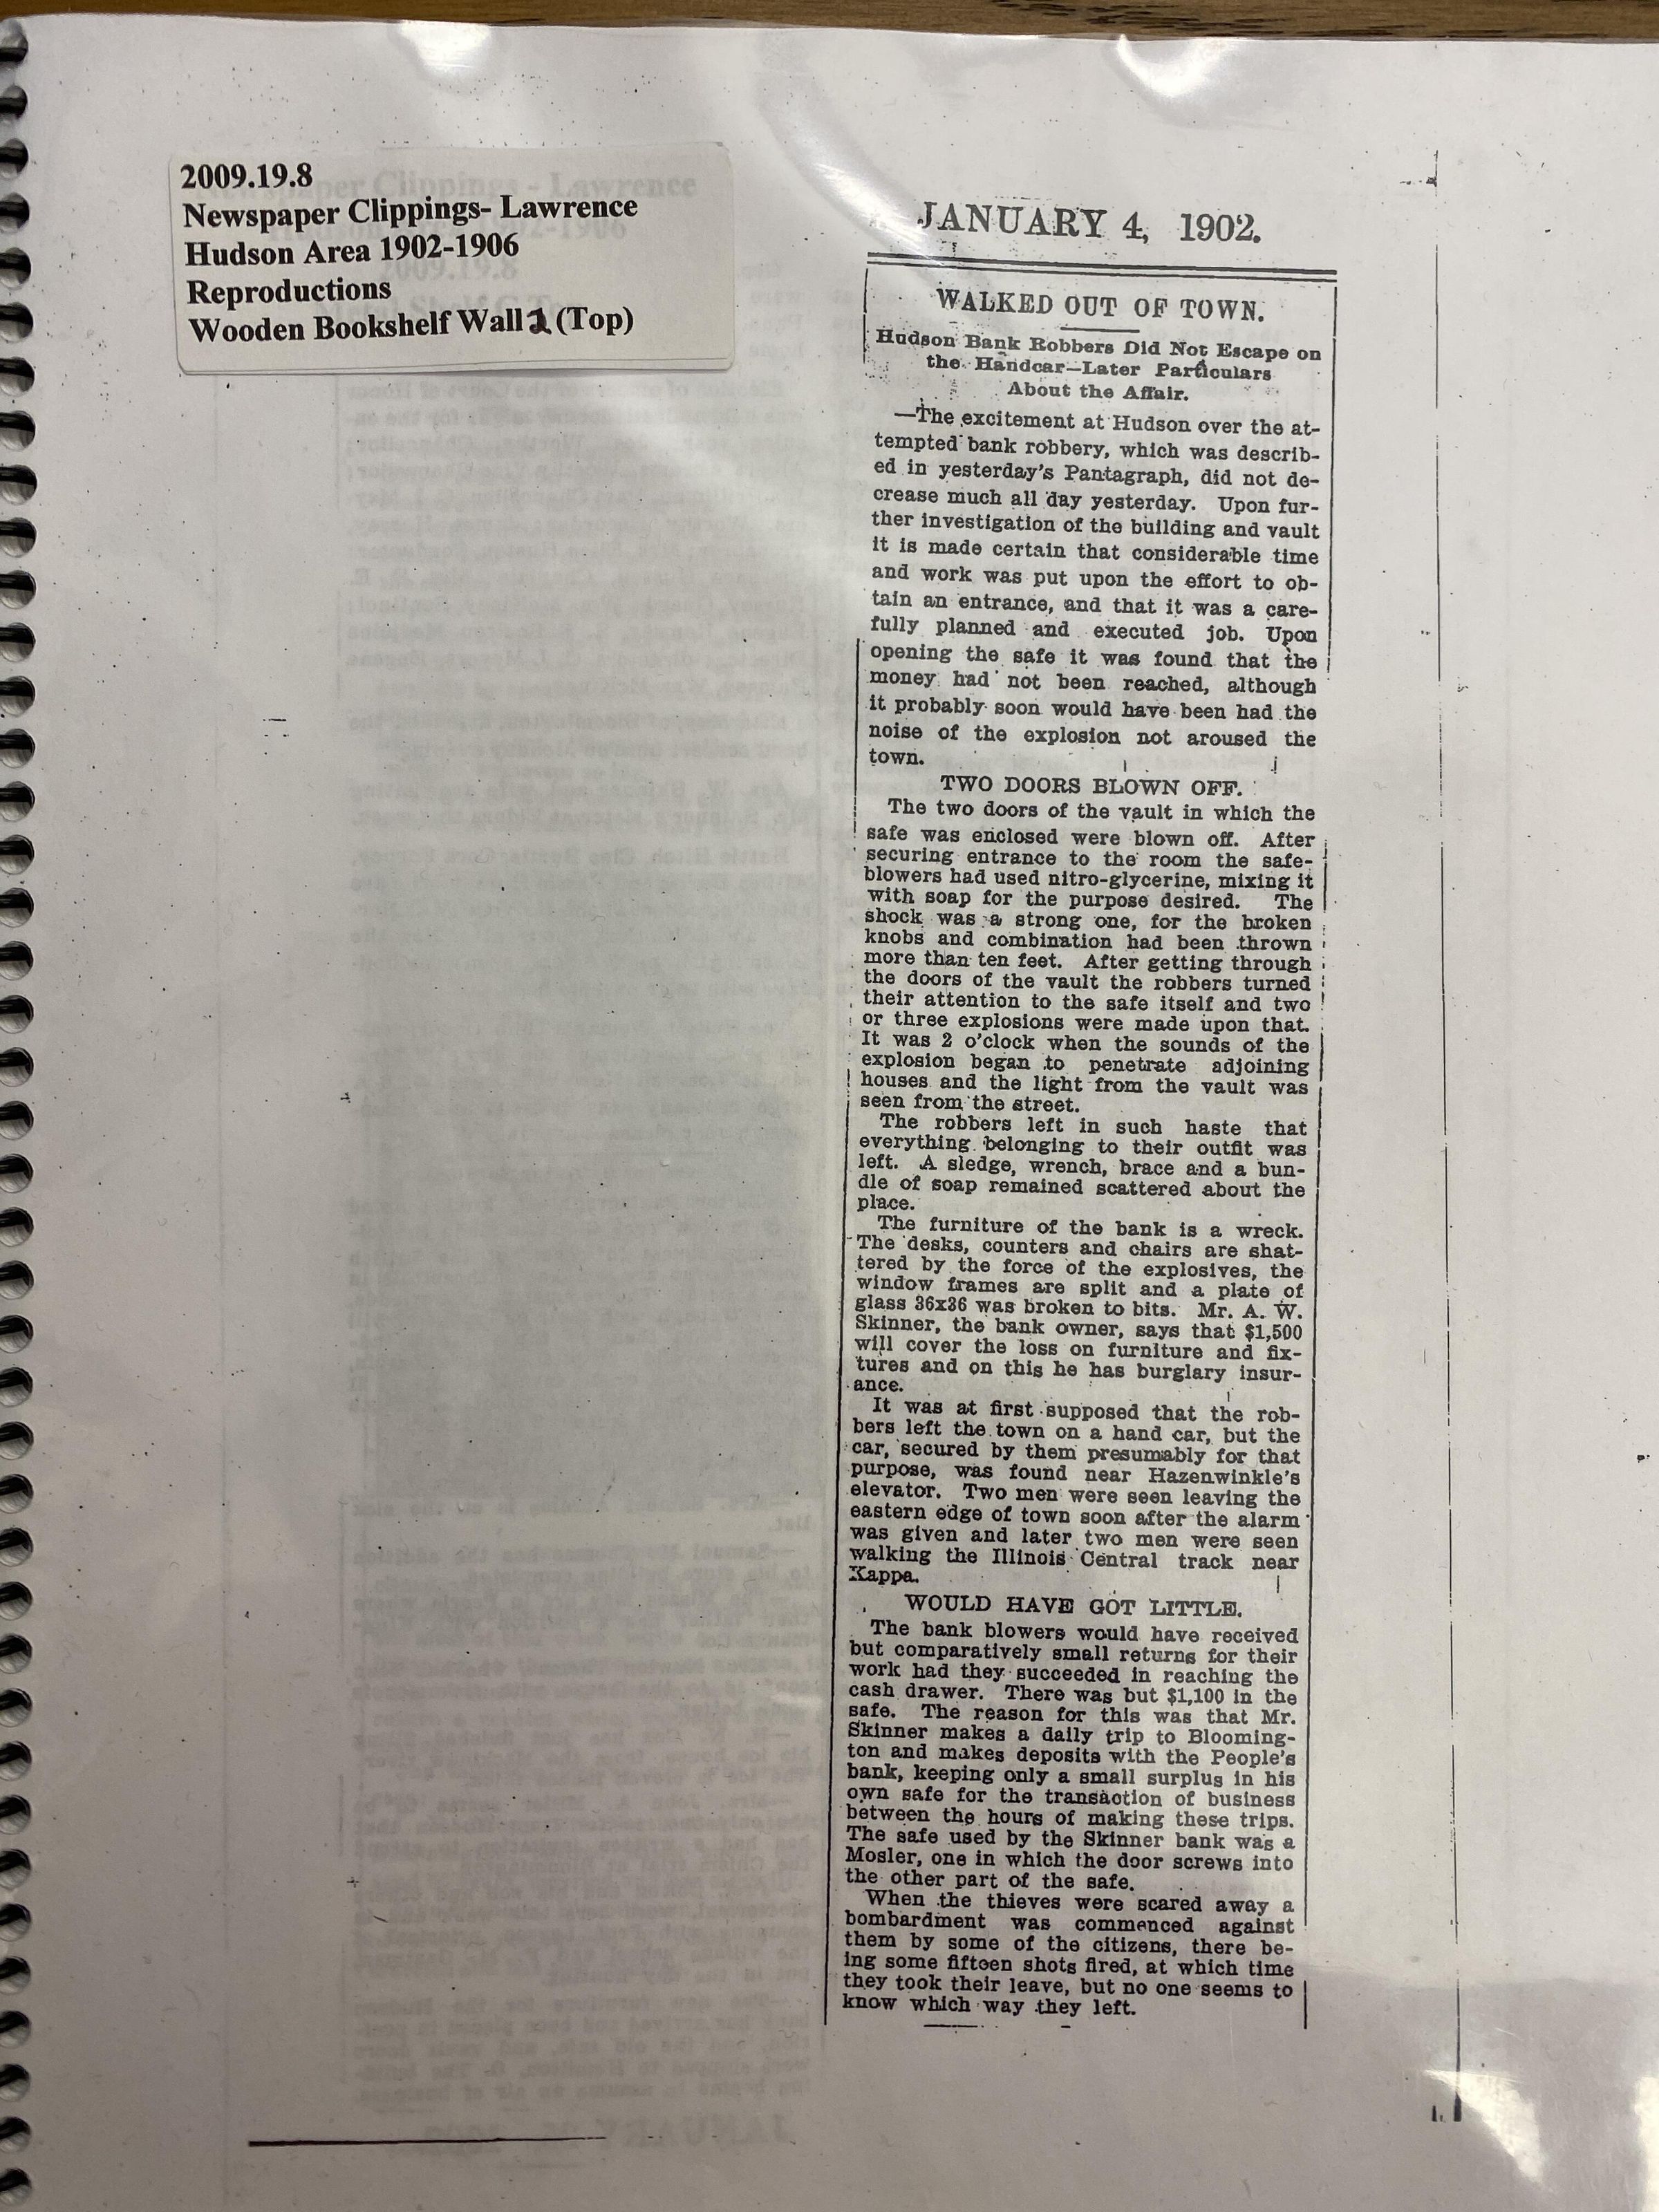 2009.19.8
Newspaper Clippings- Lawrence
Hudson Area 1902-1906
Reproductions
Wooden Bookshelf Wall 2 (Top)
JANUARY 4, 1902.
WALKED OUT OF TOWN.
Hudson Bank Robbers Did Not Escape on
the Handcar—Later Particulars
About the Affair.
—The excitement at Hudson over the at-
tempted bank robbery, which was describ-
ed in yesterday's Pantagraph, did not de-
crease much all day yesterday. Upon fur-
ther investigation of the building and vault
it is made certain that considerable time
and work was put upon the effort to ob-
tain an entrance, and that it was a care-
fully planned and executed job. Upon
opening the safe it was found that the
money had not been reached, although
it probably soon would have been had the
noise of the explosion not aroused the
town.
TWO DOORS BLOWN OFF.
The two doors of the vault in which the
safe was enclosed were blown off. After
securing entrance to the room the safe-
blowers had used nitro-glycerine, mixing it
with soap for the purpose desired. The
shock was a strong one, for the broken
knobs and combination had been thrown
more than ten feet. After getting through
the doors of the vault the robbers turned
their attention to the safe itself and two
or three explosions were made upon that.
It was 2 o'clock when the sounds of the
explosion began to penetrate adjoining
houses and the light from the vault was
seen from the street.
The robbers left in such haste that
everything belonging to their outfit was
left. A sledge, wrench, brace and a bun-
dle of soap remained scattered about the
place.
The furniture of the bank is a wreck.
The desks, counters and chairs are shat-
tered by the force of the explosives, the
window frames are split and a plate of
glass 36x36 was broken to bits. Mr. A. W.
Skinner, the bank owner, says that $1,500
will cover the loss on furniture and fix-
tures and on this he has burglary insur-
ance.
It was at first supposed that the rob-
bers left the town on a hand car, but the
car, secured by them presumably for that
purpose, was found near Hazenwinkle's
elevator. Two men were seen leaving the
eastern edge of town soon after the alarm
was given and later two men were seen
walking the Illinois Central track near
Kappa.
WOULD HAVE GOT LITTLE.
The bank blowers would have received
but comparatively small returns for their
work had they succeeded in reaching the
cash drawer. There was but $1,100 in the
safe. The reason for this was that Mr.
Skinner makes a daily trip to Blooming-
ton and makes deposits with the People's
bank, keeping only a small surplus in his
own safe for the transaction of business
between the hours of making these trips.
The safe used by the Skinner bank was a
Mosler, one in which the door screws into
the other part of the safe.
When the thieves were scared away a
bombardment was commenced against
them by some of the citizens, there be-
ing some fifteen shots fired, at which time
they took their leave, but no one seems to
know which way they left.